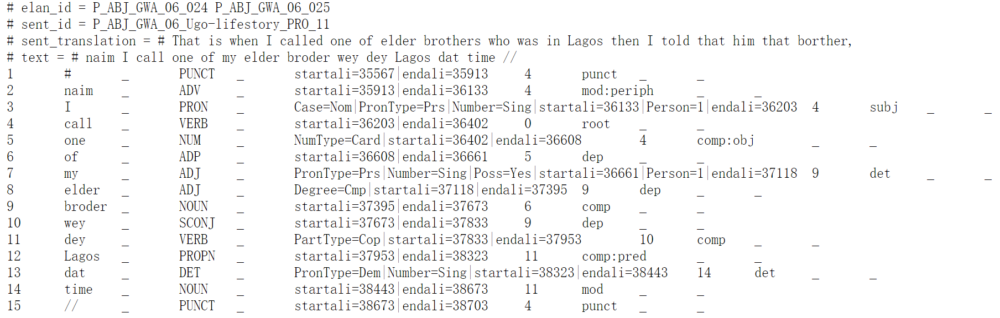 # elan_id = P_ABJ_GWA_06_024 P_ABJ_GWA_06_025
# sent_id = P_ABJ_GWA_06_Ugo-lifestory_PRO_11
# sent_translation = # That is when I called one of elder brothers who was in Lagos then I told that him that borther,
# text = # naim I call one of my elder broder wey dey Lagos dat time //
1 # _ PUNCT _ startali=35567|endali=35913 4 punct _ _
2 naim _ ADV _ startali=35913|endali=36133 4 mod:periph _ _
3 I _ PRON _ Case=Nom|PronType=Prs|Number=Sing|startali=36133|Person=1|endali=36203 4 subj _ _
4 call _ VERB _ startali=36203|endali=36402 0 root _ _
5 one _ NUM _ NumType=Card|startali=36402|endali=36608 4 comp:obj _ _
6 of _ ADP _ startali=36608|endali=36661 5 dep _ _
7 my _ ADJ _ PronType=Prs|Number=Sing|Poss=Yes|startali=36661|Person=1|endali=37118 9 det _ _
8 elder _ ADJ _ Degree=Cmp|startali=37118|endali=37395 9 dep _ _
9 broder _ NOUN _ startali=37395|endali=37673 6 comp _ _
10 wey _ SCONJ _ startali=37673|endali=37833 9 dep _ _
11 dey _ VERB _ PartType=Cop|startali=37833|endali=37953 10 comp _ _
12 Lagos _ PROPN _ startali=37953|endali=38323 11 comp:pred _ _
13 dat _ DET _ PronType=Dem|Number=Sing|startali=38323|endali=38443 14 det _ _
14 time _ NOUN _ startali=38443|endali=38673 11 mod _ _
15 // _ PUNCT _ startali=38673|endali=38703 4 punct _ _